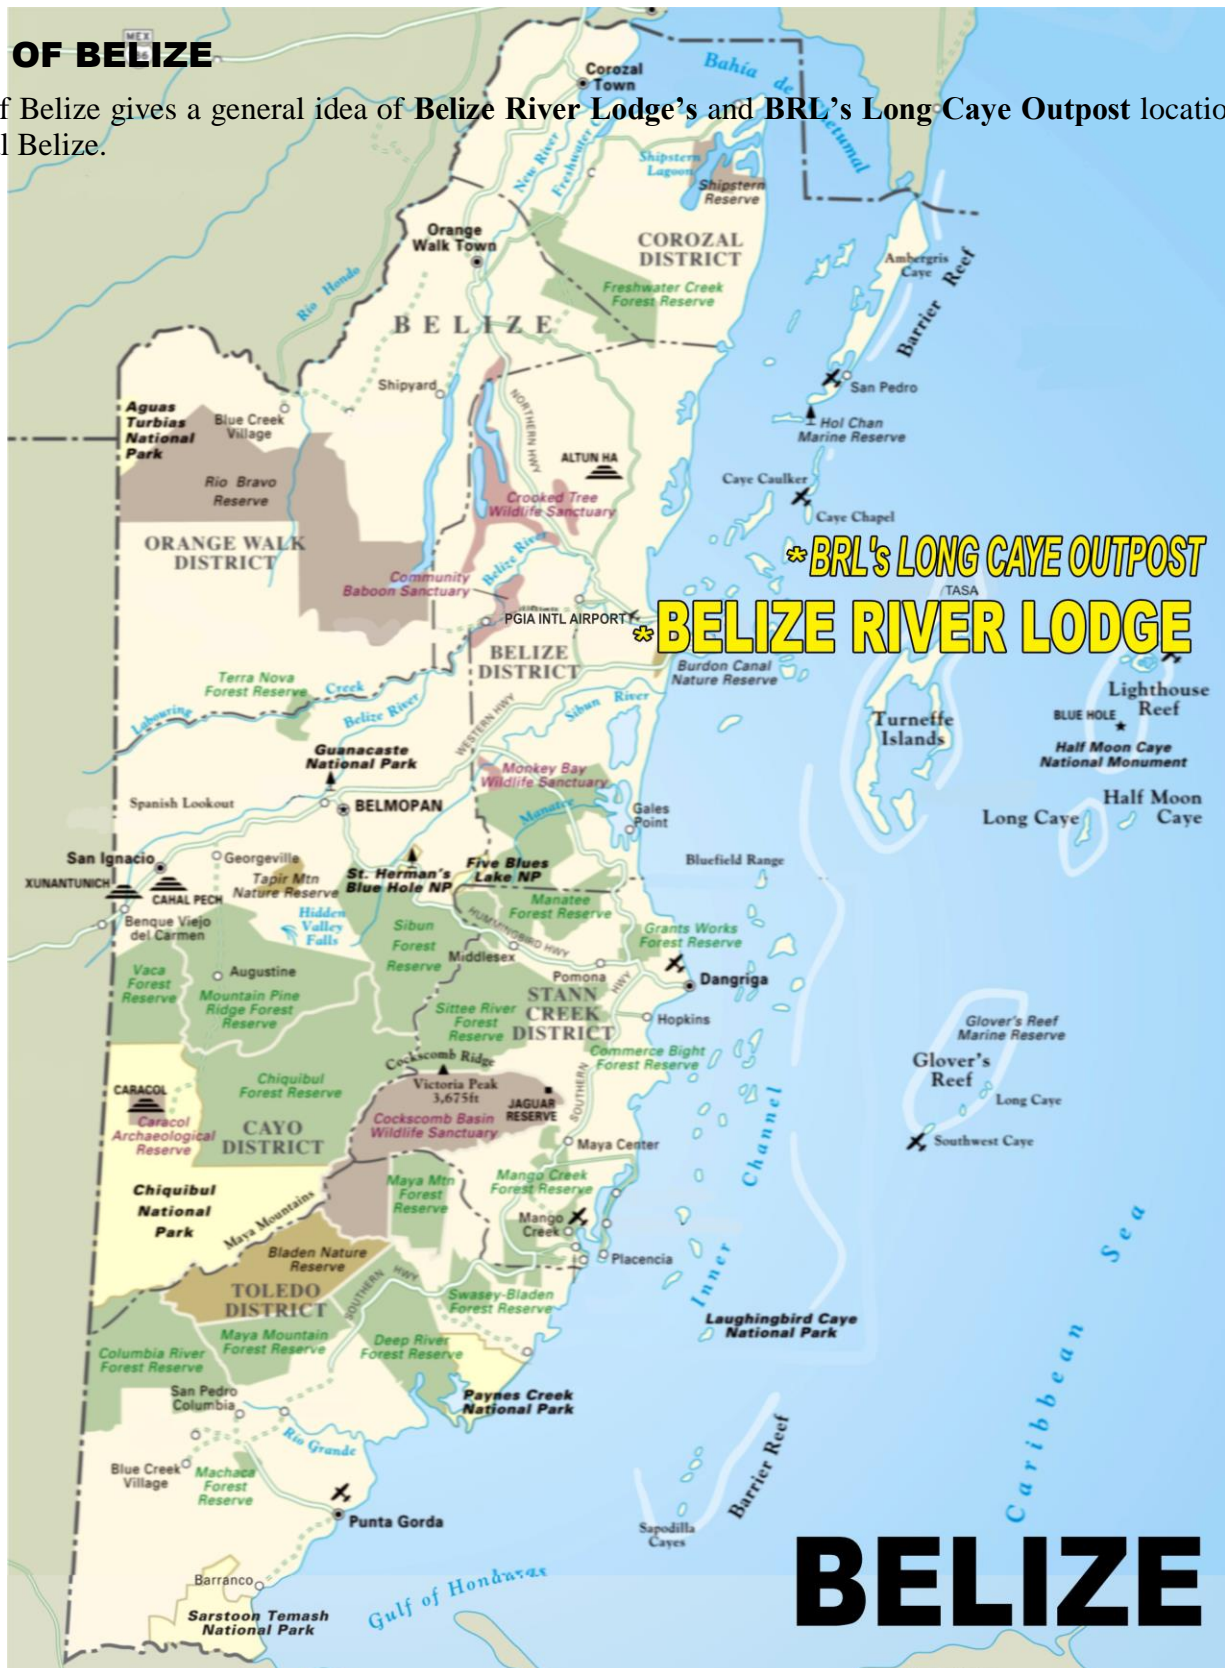 MEX
OF BELIZE
f Belize gives a general idea of Belize River Lodge's and BRL's Long Caye Outpost locatio
l Belize.
Corozal
Town
Bahía de
etumal
New River
Freshwater
Shipstern
Lagoon
Shipstern
Reserve
Orange
Walk Town
COROZAL
DISTRICT
Ambergris
Caye
Barrier Reef
Rio Hondo
Freshwater Creek
Forest Reserve
BELIZE
Shipyard
San Pedro
Aguas
Turbias
National
Park
Blue Creek
Village
NORTHERN HWY
Hol Chan
Marine Reserve
ALTUN HA
Rio Bravo
Reserve
Caye Caulker
Crooked Tree
Wildlife Sanctuary
Caye Chapel
ORANGE WALK
DISTRICT
Belize River
* BRL's LONG CAYE OUTPOST
Community
Baboon Sanctuary
TASA
PGIA INTL AIRPORT
*BELIZE RIVER LODGE
BELIZE
DISTRICT
Burdon Canal
Nature Reserve
Terra Nova
Forest Reserve
Labouring Creek
Belize River
Sibun River
WESTERN HWY
Lighthouse
Reef
BLUE HOLE
Turneffe
Islands
Half Moon Caye
National Monument
Guanacaste
National Park
Monkey Bay
Wildlife Sanctuary
Spanish Lookout
BELMOPAN
Manatee
Gales
Point
Half Moon
Caye
Long Caye
San Ignacio
Georgeville
Bluefield Range
XUNANTUNICH
CAHAL PECH
Tapir Mtn
Nature Reserve
St. Herman's
Blue Hole NP
Five Blues
Lake NP
Benque Viejo
del Carmen
Hidden
Valley
Falls
Sibun
Forest
Reserve
Manatee
Forest Reserve
HUMMINGBIRD HWY
Grants Works
Forest Reserve
Middlesex
Vaca
Forest
Reserve
Augustine
Pomona
HWY
Dangriga
Mountain Pine
Ridge Forest
Reserve
STANN
CREEK
DISTRICT
Sittee River
Forest
Reserve
Hopkins
Glover's Reef
Marine Reserve
Cockscomb Ridge
Commerce Bight
Forest Reserve
Glover's
Reef
Chiquibul
Forest Reserve
Victoria Peak
3,675ft
JAGUAR
RESERVE
SOUTHERN
CARACOL
Long Caye
Caracol
Archaeological
Reserve
CAYO
DISTRICT
Cockscomb Basin
Wildlife Sanctuary
Maya Center
Southwest Caye
Inner Channel
Chiquibul
National
Park
Maya Mountains
Maya Mtn
Forest
Reserve
Mango Creek
Forest Reserve
Mango
Creek
Placencia
Bladen Nature
Reserve
TOLEDO
DISTRICT
SOUTHERN HWY
Swasey-Bladen
Forest Reserve
Laughingbird Caye
National Park
Caribbean Sea
Columbia River
Forest Reserve
Maya Mountain
Forest Reserve
Deep River
Forest Reserve
San Pedro
Columbia
Paynes Creek
National Park
Rio Grande
Barrier Reef
Blue Creek
Village
Machaca
Forest
Reserve
Punta Gorda
Sapodilla
Cayes
Barranco
Gulf of Honduras
Sarstoon Temash
National Park
BELIZE